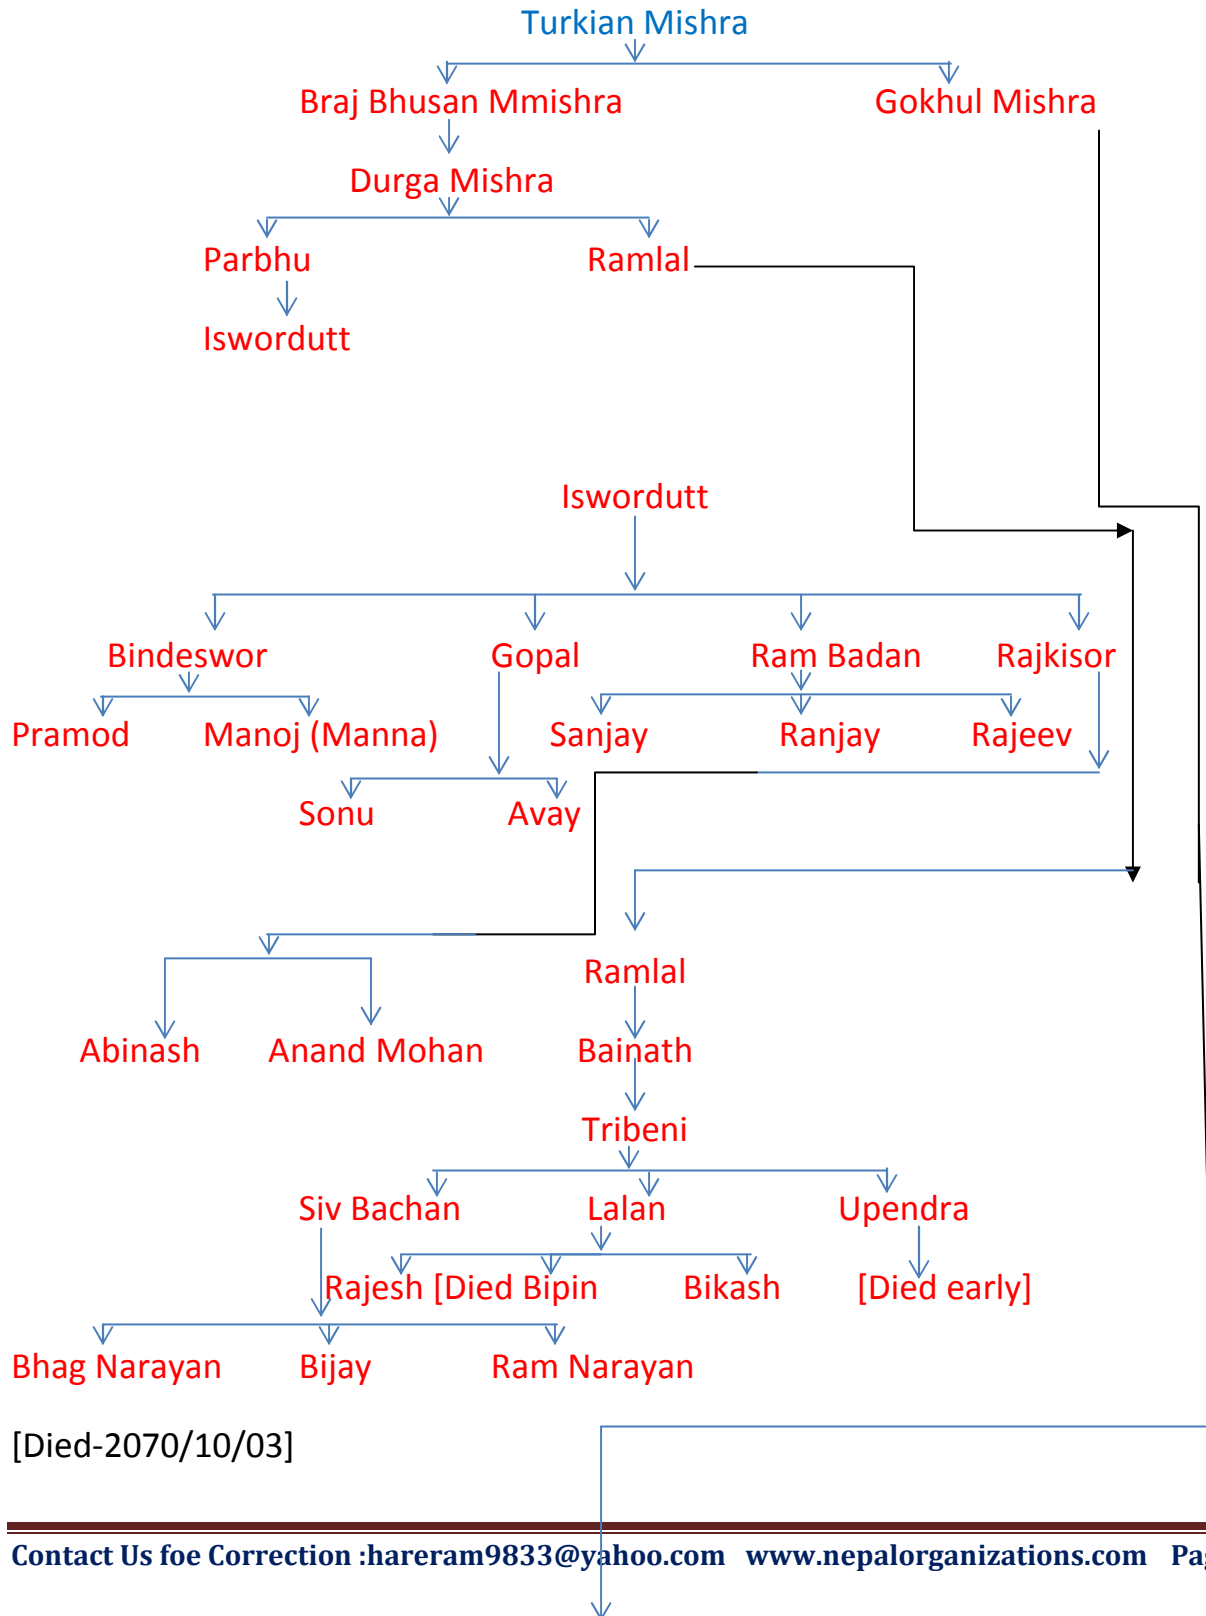 Turkian Mishra
Braj Bhusan Mmishra Gokhul Mishra
Durga Mishra
Parbhu Ramlal
Iswordutt
Iswordutt
Bindeswor Gopal Ram Badan Rajkisor
Pramod Manoj (Manna) Sanjay Ranjay Rajeev
Sonu Avay
Ramlal
Abinash Anand Mohan Bainath
Tribeni
Siv Bachan Lalan Upendra
Rajesh [Died Bipin Bikash [Died early]
Bhag Narayan Bijay Ram Narayan
[Died-2070/10/03]
Contact Us foe Correction :hareram9833@yahoo.com www.nepalorganizations.com